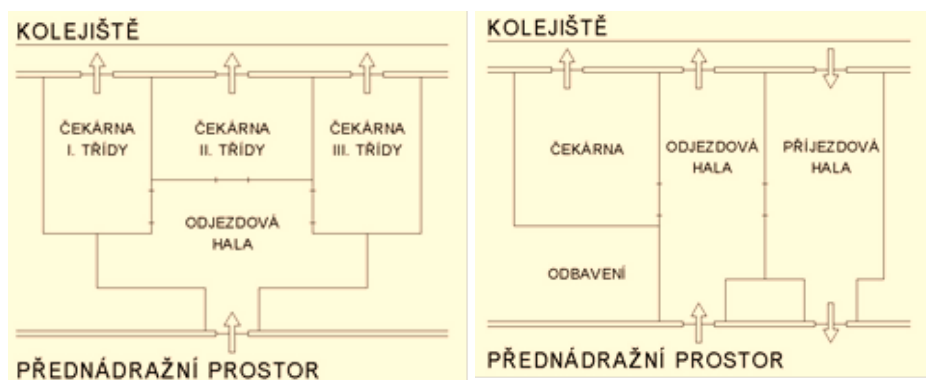 KOLEJIŠTĚ
ČEKÁRNA
I. TŘÍDY
ČEKÁRNA
II. TŘÍDY
ČEKÁRNA
III. TŘÍDY
ODJEZDOVÁ
HALA
PŘEDNÁDRAŽNÍ PROSTOR
KOLEJIŠTĚ
ČEKÁRNA
ODJEZDOVÁ
HALA
PŘÍJEZDOVÁ
HALA
ODBAVENÍ
PŘEDNÁDRAŽNÍ PROSTOR